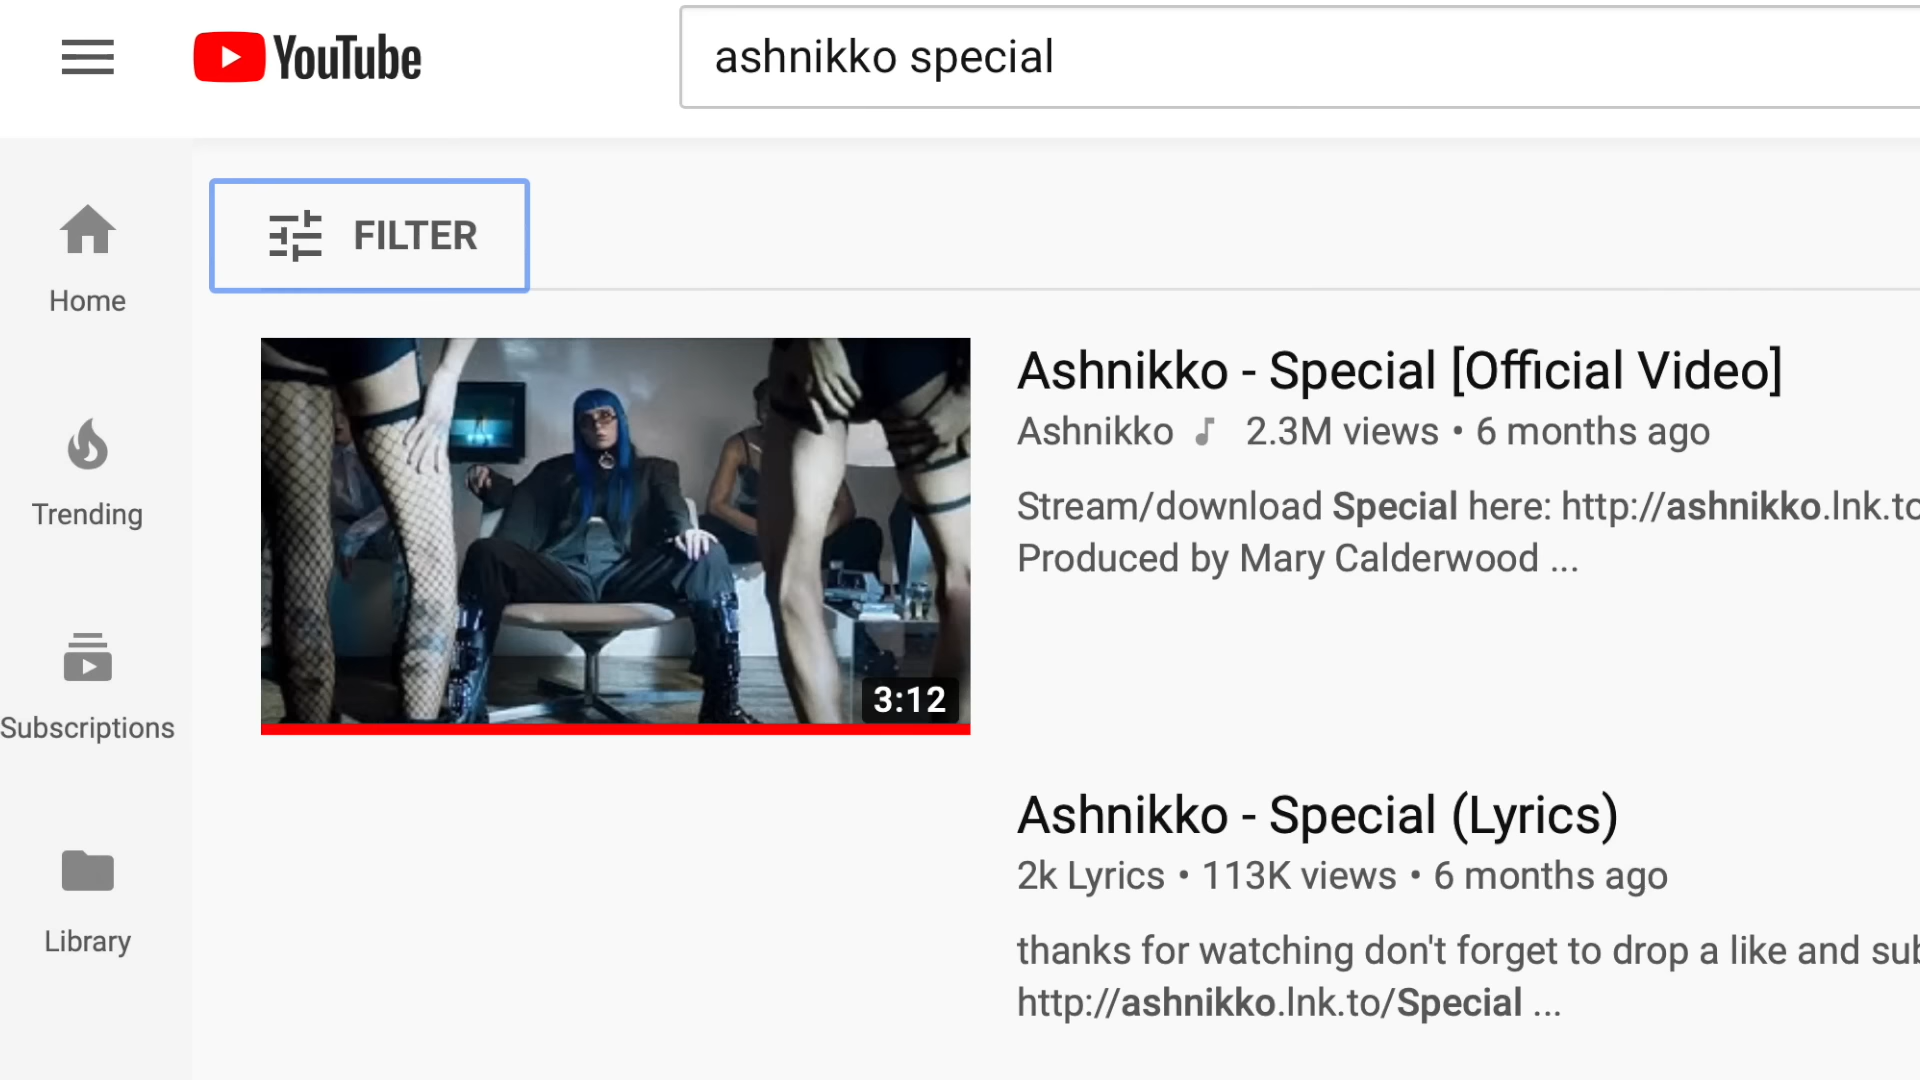 YouTube
ashnikko special
FILTER
Home
Trending
Subscriptions
Library
3:12
Ashnikko - Special [Official Video]
Ashnikko 2.3M views • 6 months ago
Stream/download Special here: http://ashnikko.lnk.to
Produced by Mary Calderwood ...
Ashnikko - Special (Lyrics)
2k Lyrics • 113K views • 6 months ago
thanks for watching don't forget to drop a like and sub
http://ashnikko.lnk.to/Special ...